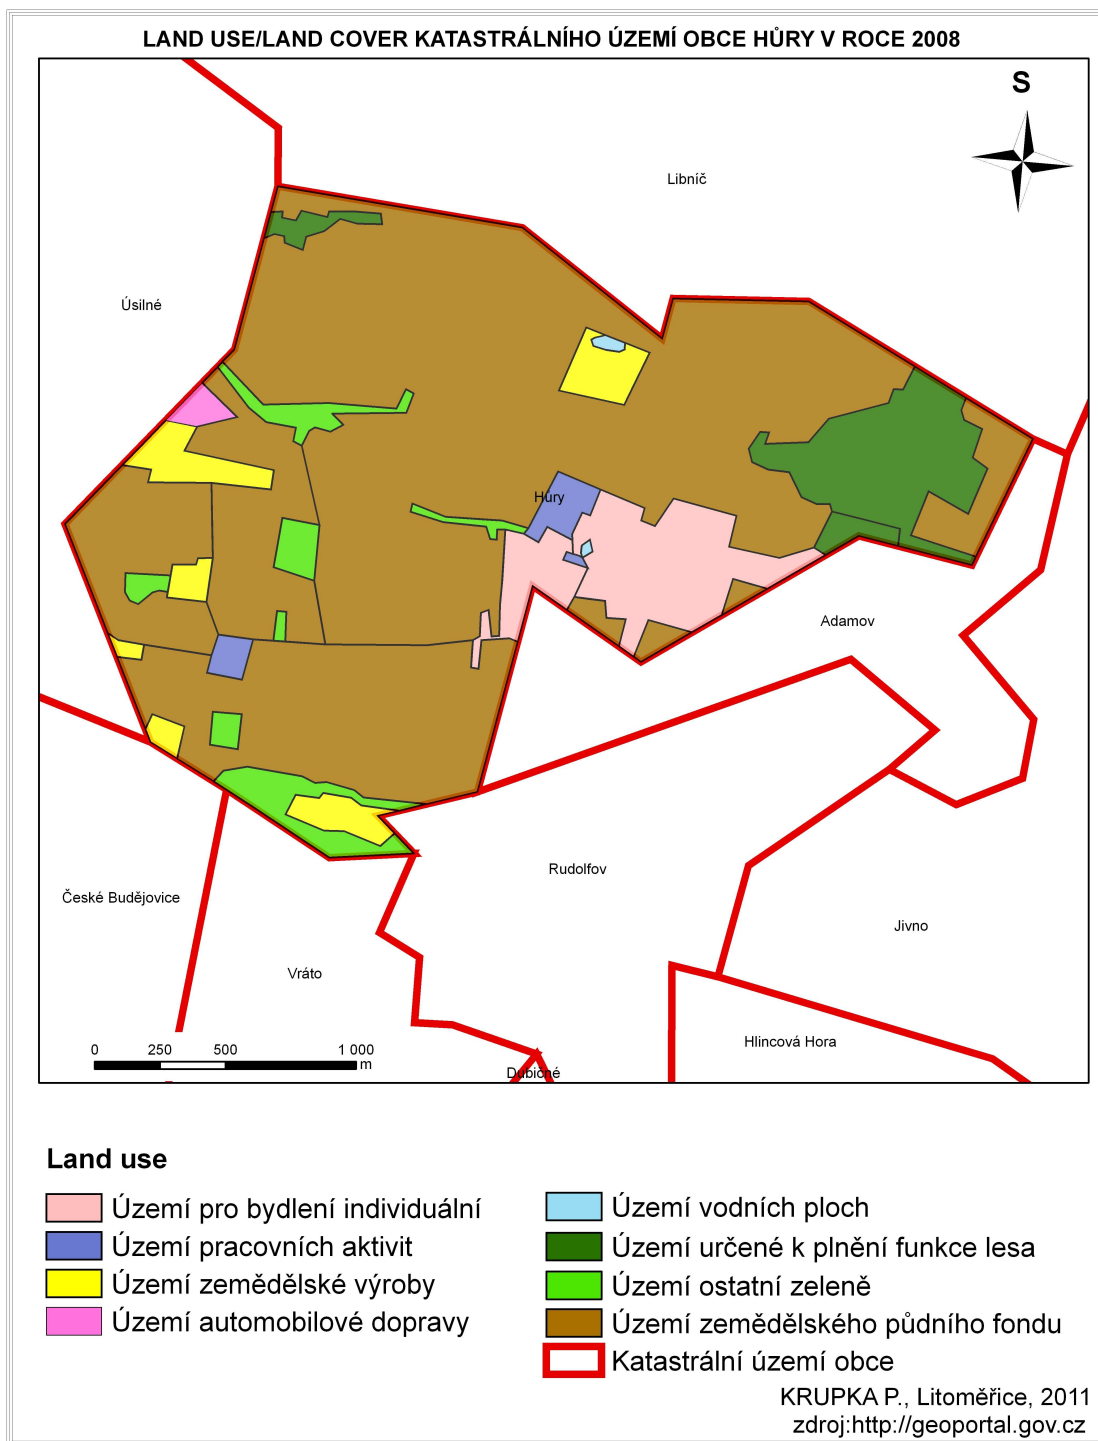 LAND USE/LAND COVER KATASTRÁLNÍHO ÚZEMÍ OBCE HŮRY V ROCE 2008
S
Libníč
Úsilné
Hůry
Adamov
Rudolfov
České Budějovice
Jivno
Vráto
Hlincová Hora
Dubičné
0 250 500 1 000
m
Land use
Území pro bydlení individuální
Území pracovních aktivit
Území zemědělské výroby
Území automobilové dopravy
Území vodních ploch
Území určené k plnění funkce lesa
Území ostatní zeleně
Území zemědělského půdního fondu
Katastrální území obce
KRUPKA P., Litoměřice, 2011
zdroj:http://geoportal.gov.cz